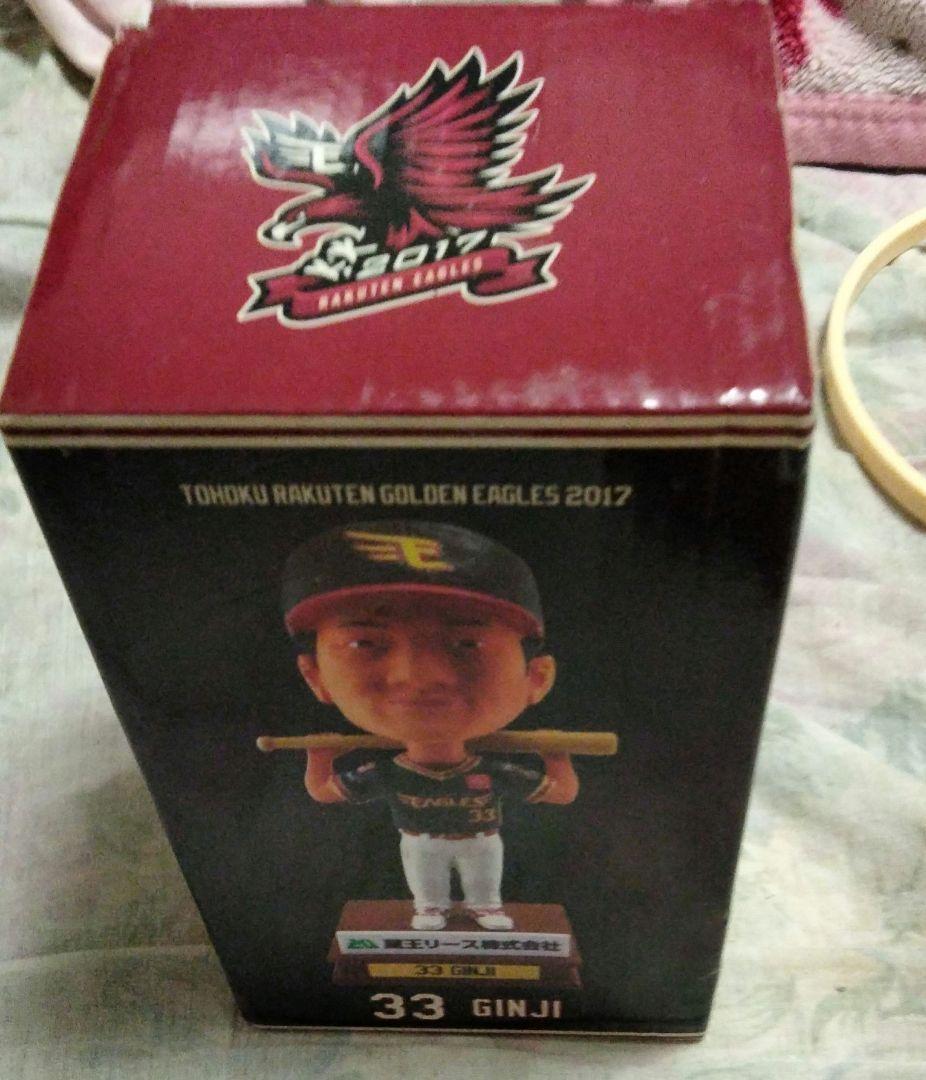 2017
RAKUTEN EAGLES
TOHOKU RAKUTEN GOLDEN EAGLES 2017
E
EAGLES
33
蔵王リース株式会社
33 GINJI
33 GINJI